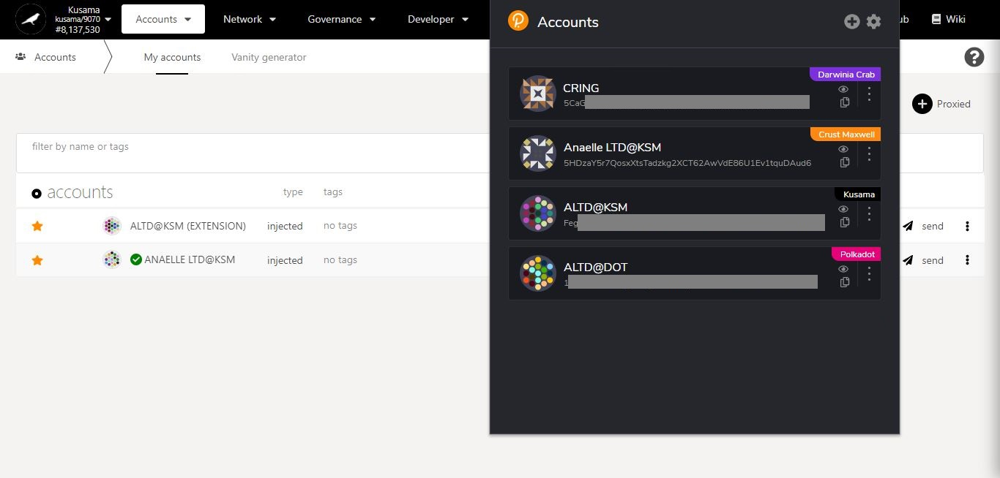 Kusama
kusama/9070
#8,137,530
Accounts
Network
Governance
Developer
ub
Wiki
Accounts
My accounts
Vanity generator
?
Proxied
filter by name or tags
accounts
type
tags
ALTD@KSM (EXTENSION)
injected
no tags
send
ANAELLE LTD@KSM
injected
no tags
send
Accounts
Darwinia Crab
CRING
5CaG
Crust Maxwell
Anaelle LTD@KSM
5HDzaY5r7QosxXtsTadzkg2XCT62AwVdE86U1Ev1tquDAud6
Kusama
ALTD@KSM
Feg
Polkadot
ALTD@DOT
1